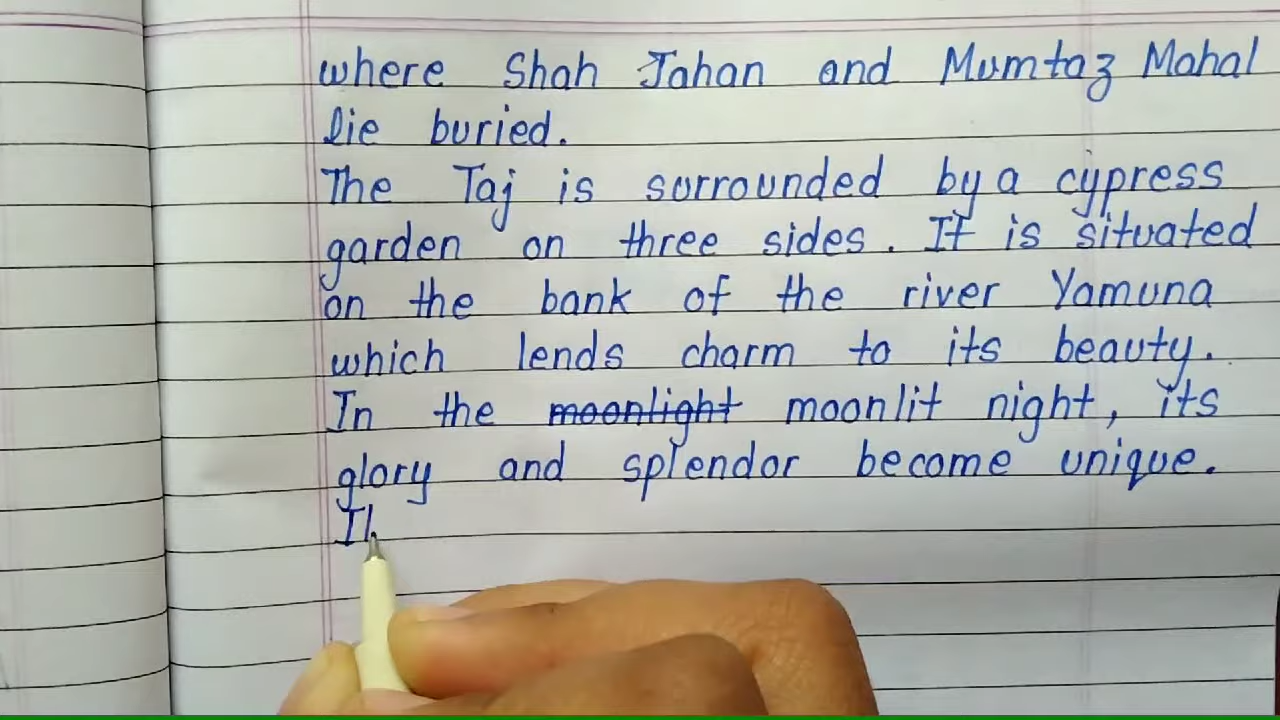 where Shah Jahan and Mumtaz Mahal
lie buried.
The Taj is surrounded by a cypress
garden on three sides. It is situated
on the bank of the river Yamuna
which lends charm to its beauty.
In the moonlight moonlit night, its
glory and splendor become unique.